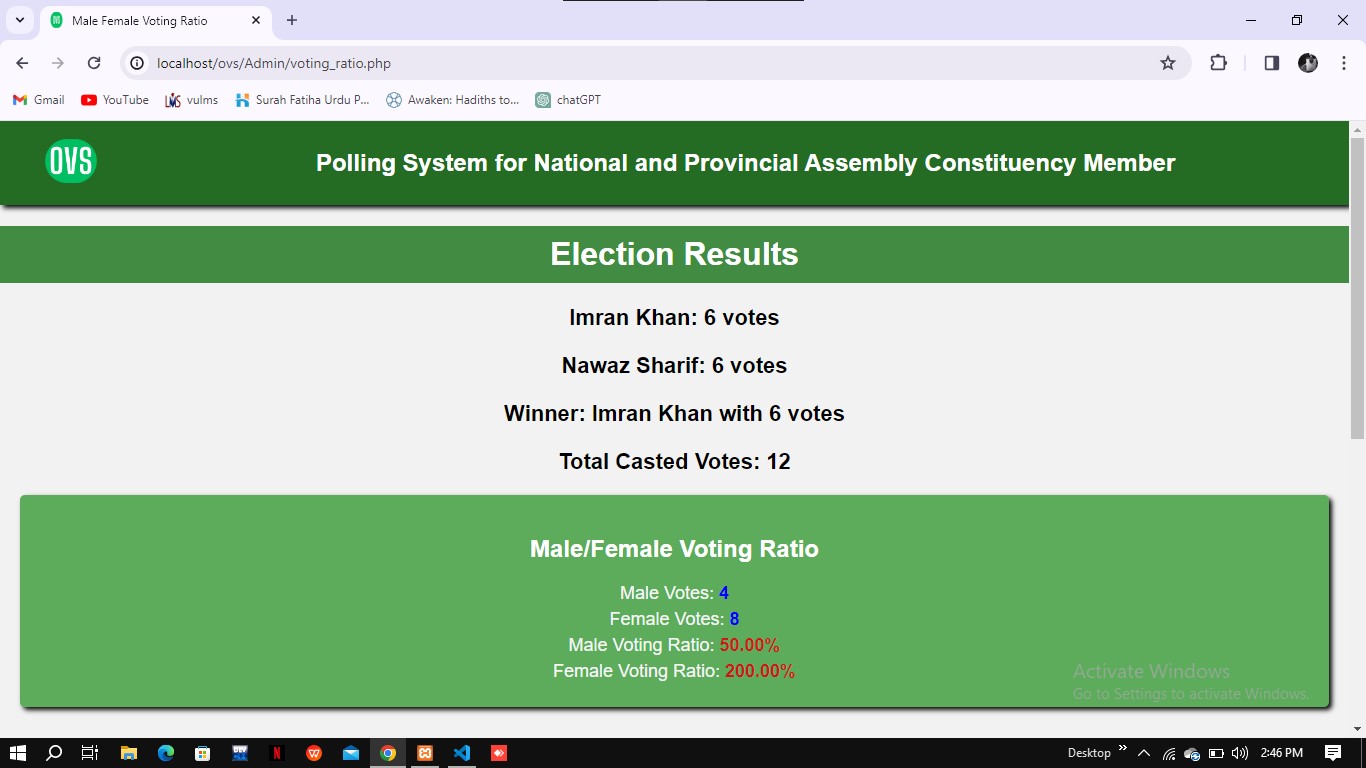 Male Female Voting Ratio
localhost/ovs/Admin/voting_ratio.php
Gmail YouTube vulms Surah Fatiha Urdu P... Awaken: Hadiths to... chatGPT
OVS
Polling System for National and Provincial Assembly Constituency Member
Election Results
Imran Khan: 6 votes
Nawaz Sharif: 6 votes
Winner: Imran Khan with 6 votes
Total Casted Votes: 12
Male/Female Voting Ratio
Male Votes: 4
Female Votes: 8
Male Voting Ratio: 50.00%
Female Voting Ratio: 200.00%
Activate Windows
Go to Settings to activate Windows.
Desktop 2:46 PM